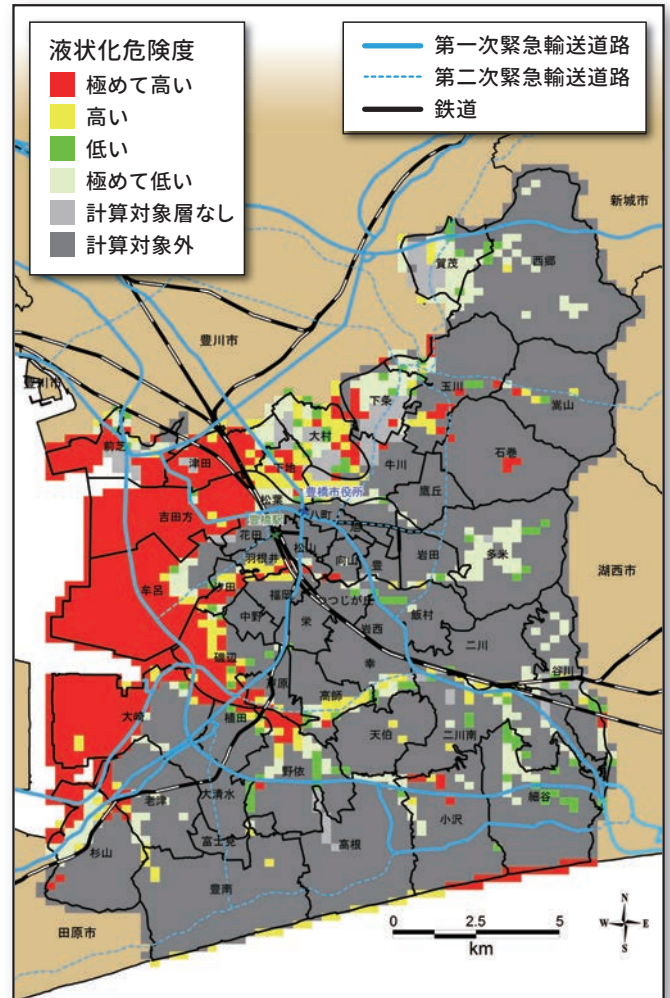 液状化危険度
極めて高い
高い
低い
極めて低い
計算対象層なし
計算対象外
第一次緊急輸送道路
第二次緊急輸送道路
鉄道
新城市
賀茂
西郷
豊川市
豊川市
玉川
嵩山
下条
大村
前芝
津田
下地
牛川
石巻
鷹丘
豊橋市役所
松葉
吉田方
八町
旭
豊橋駅
花田
松山
向山
豊
岩田
多米
羽根井
湖西市
牟呂
汐田
福岡
つつじが丘
中野
栄
岩西
飯村
二川
磯辺
幸
谷川
芦原
高師
大崎
植田
天伯
二川南
野依
老津
大清水
細谷
小沢
杉山
富士見
高根
豊南
田原市
0 2.5 5
km
N
W E
S